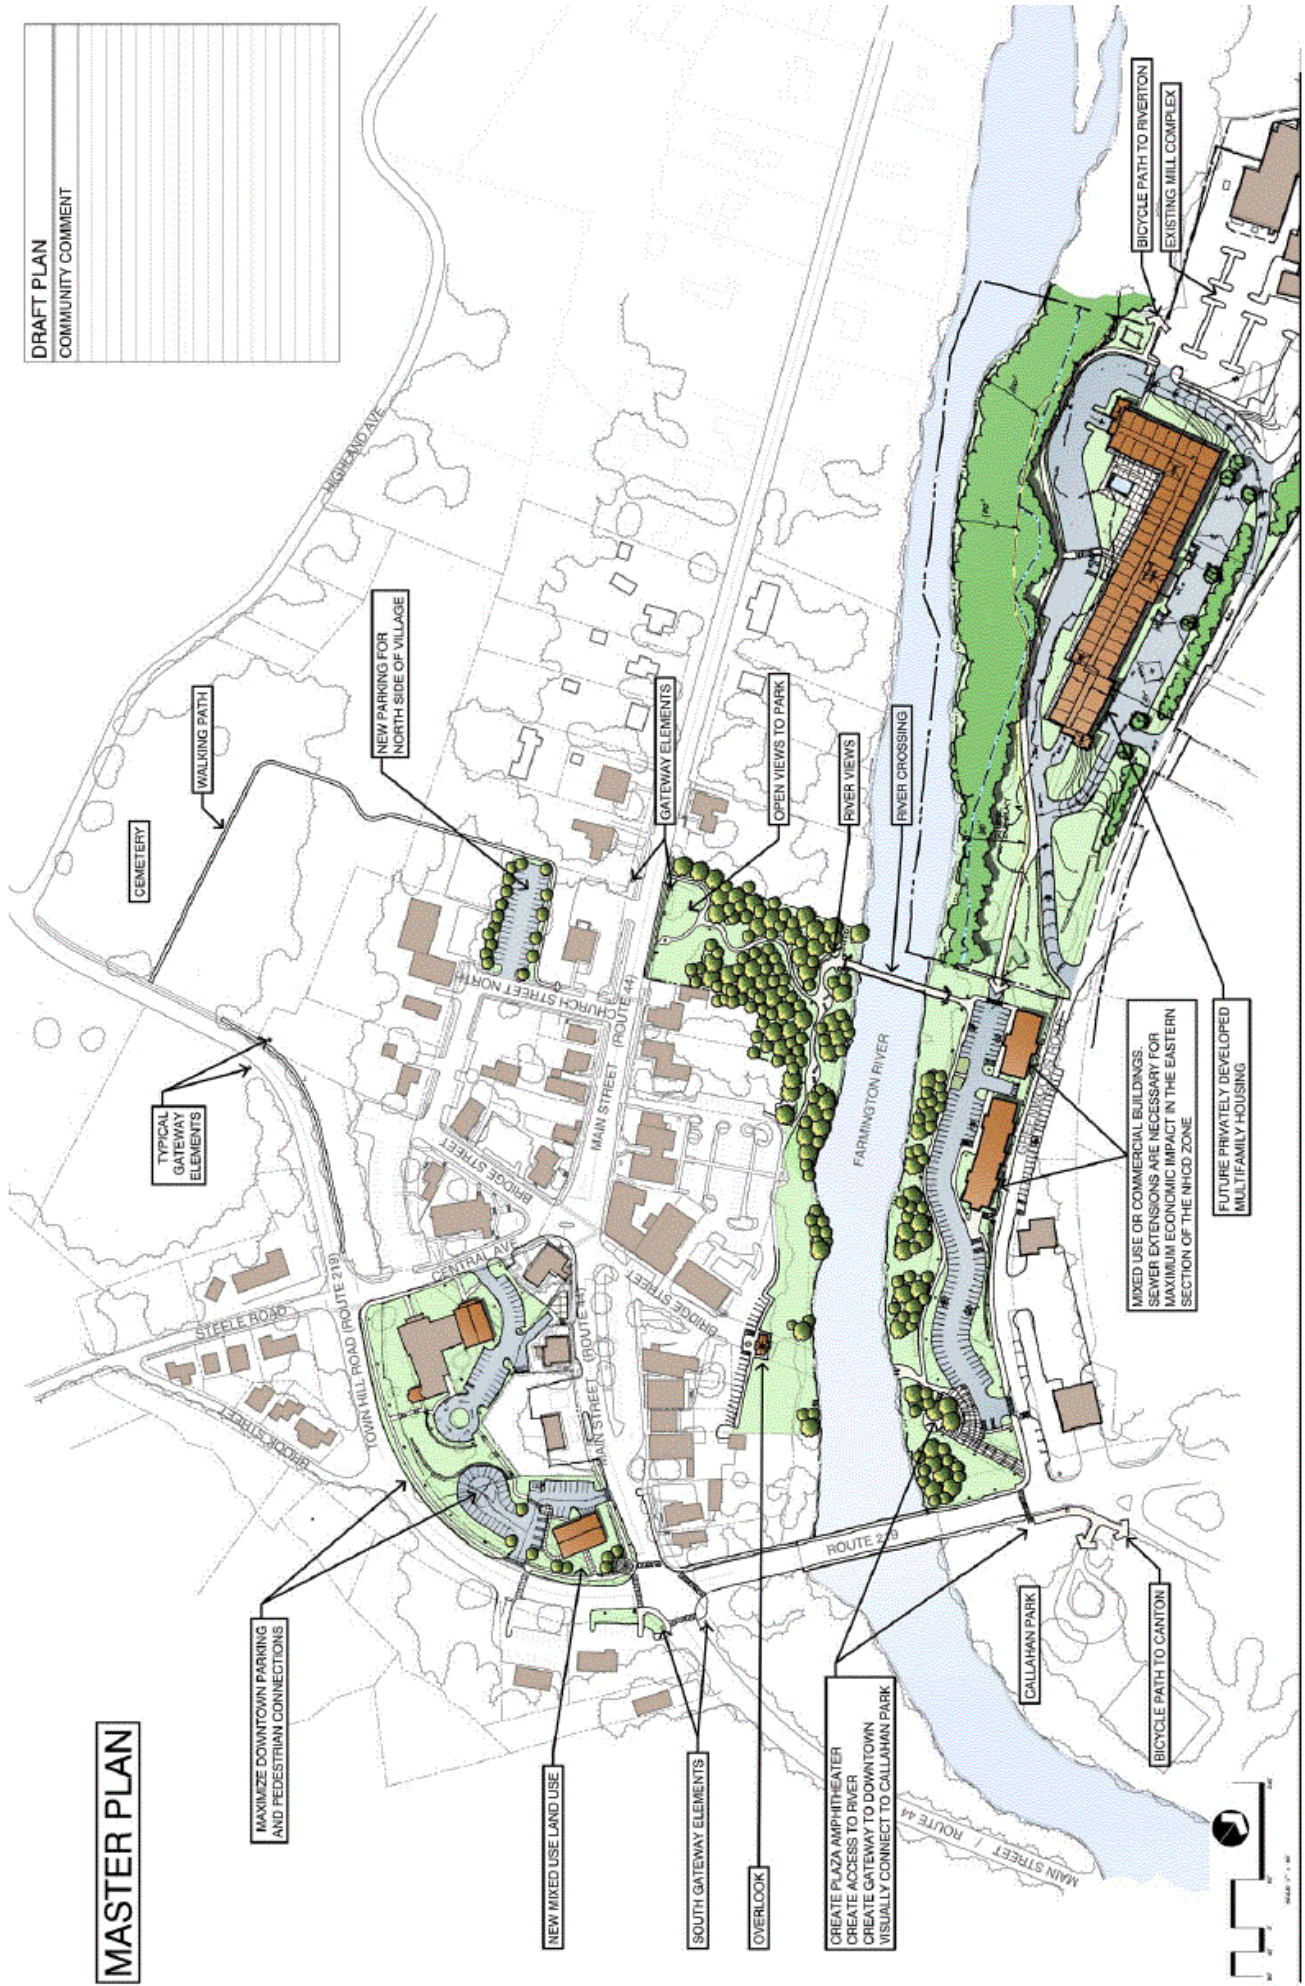 MASTER PLAN
DRAFT PLAN
COMMUNITY COMMENT
MAXIMIZE DOWNTOWN PARKING
AND PEDESTRIAN CONNECTIONS
TYPICAL
GATEWAY
ELEMENTS
CEMETERY
WALKING PATH
NEW PARKING FOR
NORTH SIDE OF VILLAGE
HIGHLAND AVE
STEELE ROAD
BROOK STREET
TOWN HILL ROAD (ROUTE 219)
CENTRAL AVE
BRIDGE STREET
CHURCH STREET NORTH
MAIN STREET (ROUTE 44)
MAIN STREET (ROUTE 44)
BRIDGE STREET
GATEWAY ELEMENTS
OPEN VIEWS TO PARK
RIVER VIEWS
RIVER CROSSING
NEW MIXED USE LAND USE
SOUTH GATEWAY ELEMENTS
OVERLOOK
FARMINGTON RIVER
ROUTE 219
CREATE PLAZA AMPHITHEATER
CREATE ACCESS TO RIVER
CREATE GATEWAY TO DOWNTOWN
VISUALLY CONNECT TO CALLAHAN PARK
MAIN STREET / ROUTE 44
CALLAHAN PARK
BICYCLE PATH TO CANTON
MIXED USE OR COMMERCIAL BUILDINGS.
SEWER EXTENSIONS ARE NECESSARY FOR
MAXIMUM ECONOMIC IMPACT IN THE EASTERN
SECTION OF THE NHCD ZONE
FUTURE PRIVATELY DEVELOPED
MULTIFAMILY HOUSING
BICYCLE PATH TO RIVERTON
EXISTING MILL COMPLEX